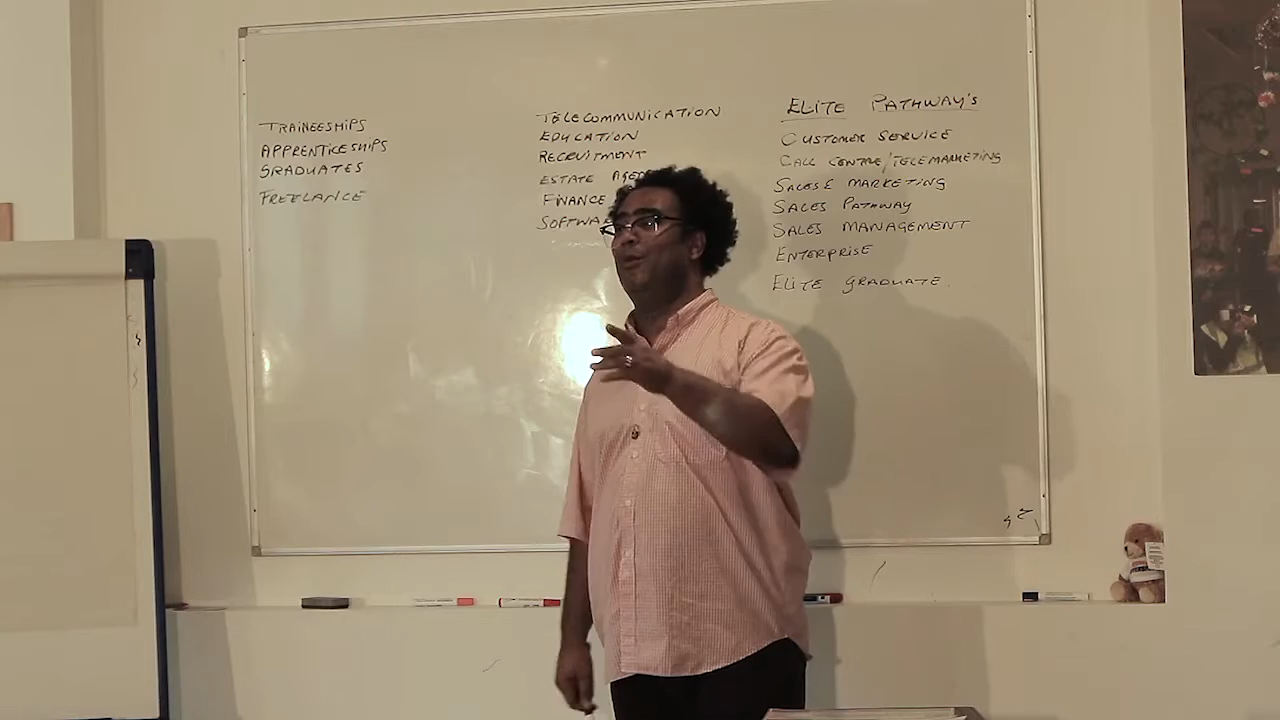 TRAINEESHIPS
APPRENTICESHIPS
GRADUATES
FREELANCE
TELECOMMUNICATION
EDUCATION
RECRUITMENT
ESTATE
FINANCE
ELITE PATHWAY'S
CUSTOMER SERVICE
CALL CENTRE/TELEMARKETING
SALES & MARKETING
SALES PATHWAY
SALES MANAGEMENT
ENTERPRISE
ELITE GRADUATE.